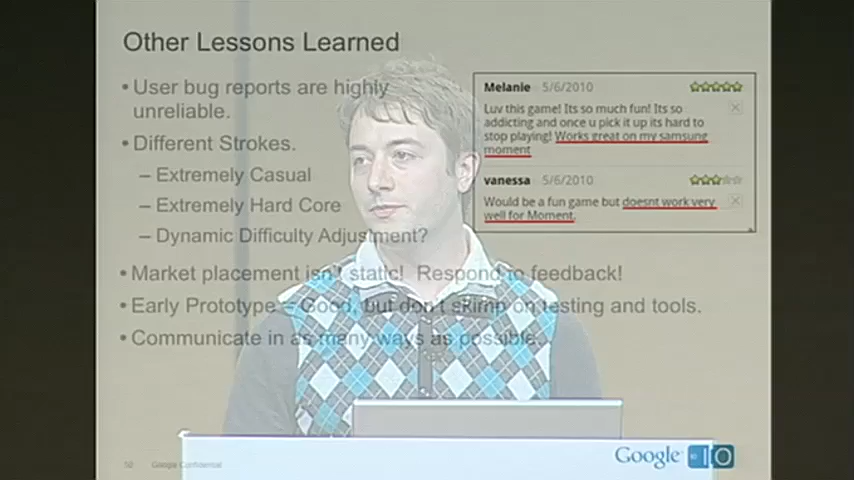 Other Lessons Learned
• User bug reports are highly
unreliable.
• Different Strokes.
– Extremely Casual
– Extremely Hard Core
– Dynamic Difficulty Adjustment?
• Market placement isn't static! Respond to feedback!
• Early Prototype = Good, but don't skimp on testing and tools.
• Communicate in as many ways as possible.
Melanie 5/6/2010
Luv this game! Its so much fun! Its so
addicting and once u pick it up its hard to
stop playing! Works great on my samsung
moment
vanessa 5/6/2010
Would be a fun game but doesnt work very
well for Moment.
50 Google Confidential
Google IO